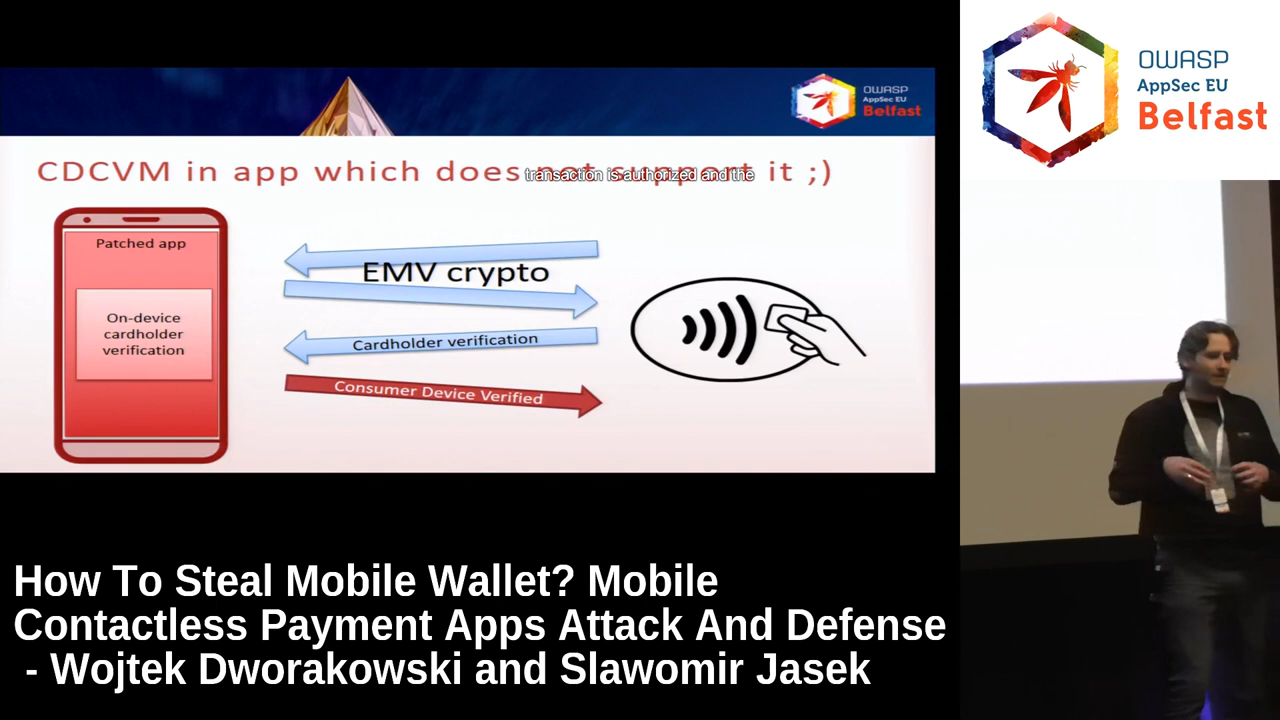 OWASP
AppSec EU
Belfast
CDCVM in app which does not support it ;)
transaction is authorized and the
Patched app
On-device
cardholder
verification
EMV crypto
Cardholder verification
Consumer Device Verified
OWASP
AppSec EU
Belfast
How To Steal Mobile Wallet? Mobile
Contactless Payment Apps Attack And Defense
- Wojtek Dworakowski and Slawomir Jasek